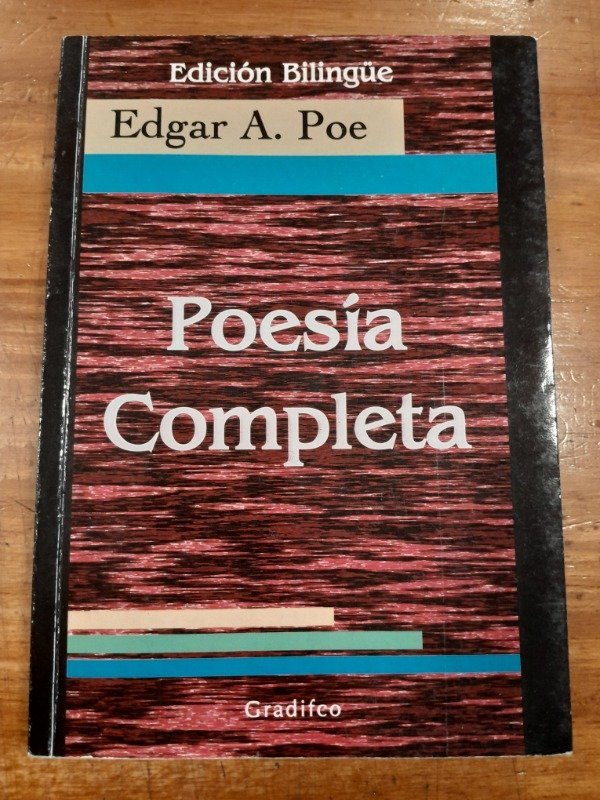 Edición Bilingüe
Edgar A. Poe
Poesía
Completa
Gradifco